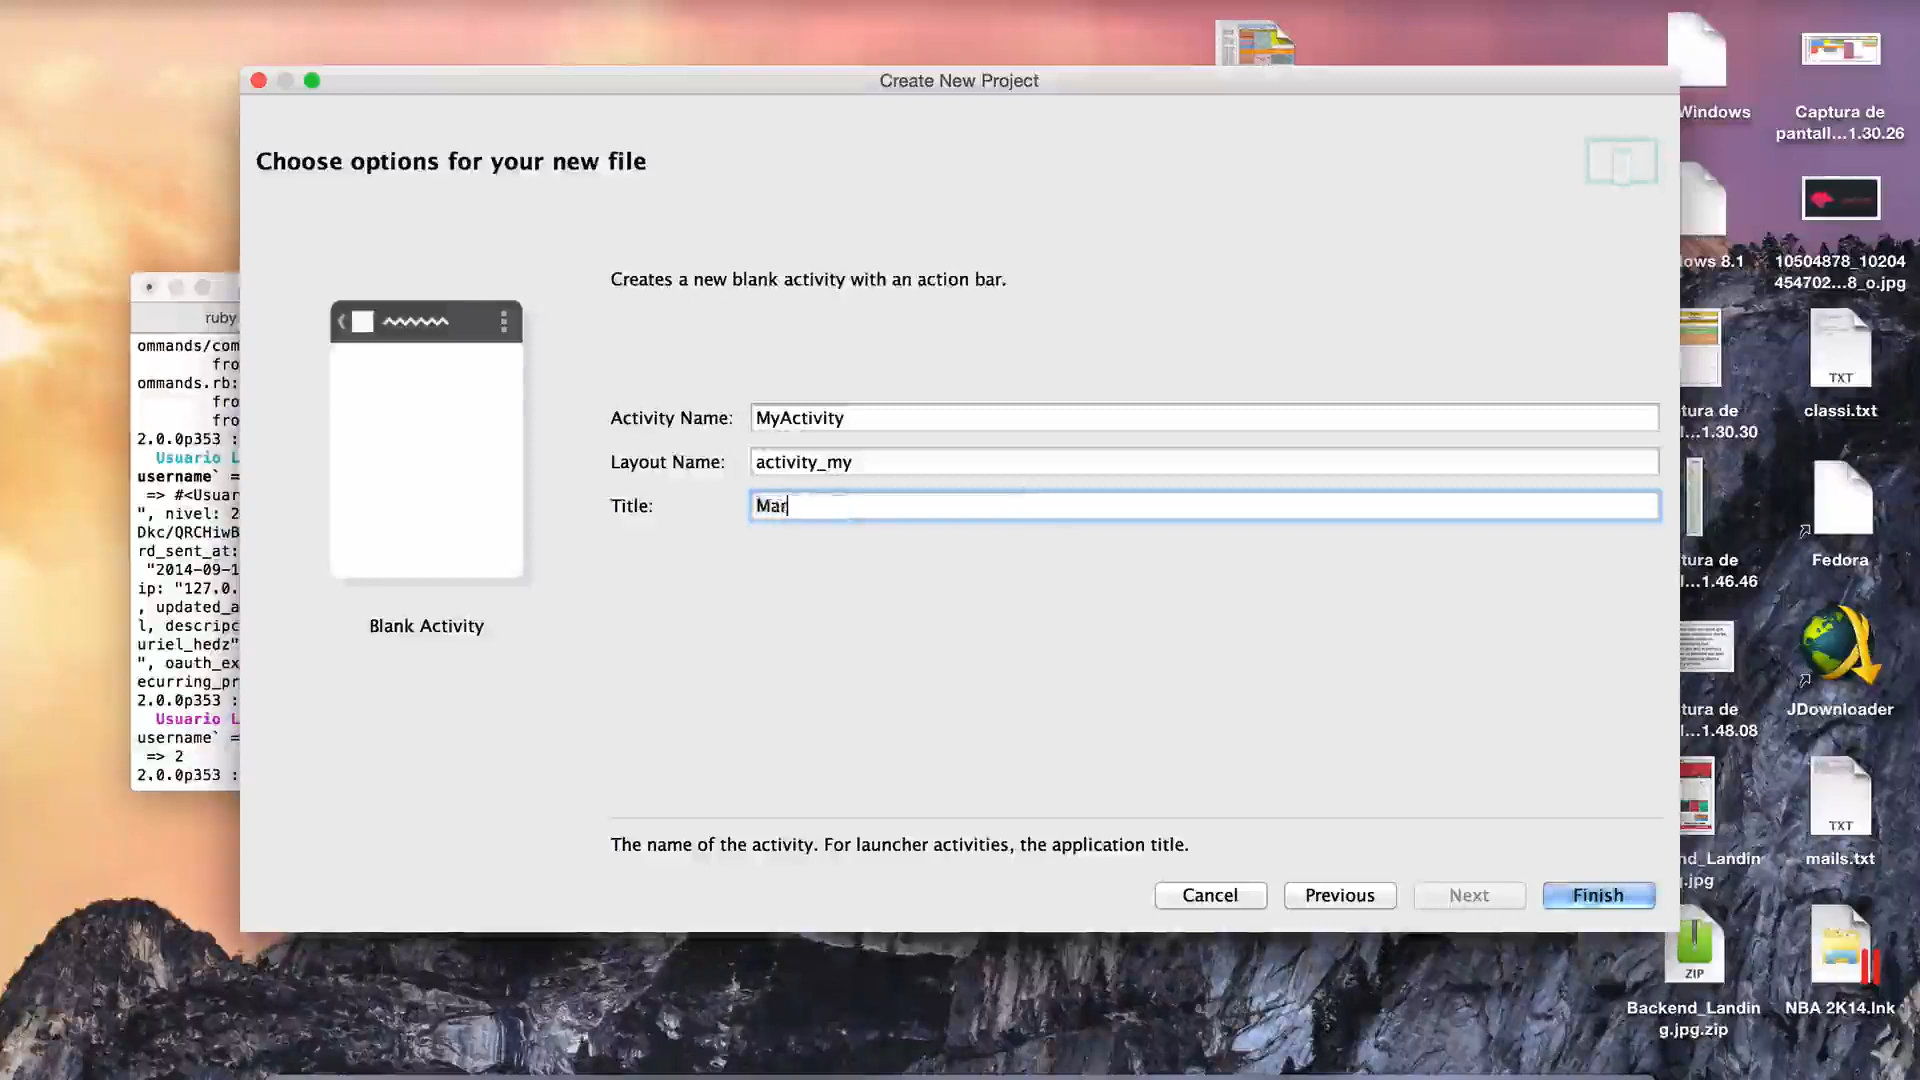 Create New Project
Choose options for your new file
Creates a new blank activity with an action bar.
Activity Name: MyActivity
Layout Name: activity_my
Title: Mar
Blank Activity
The name of the activity. For launcher activities, the application title.
Cancel
Previous
Next
Finish
ruby
ommands/com
fro
ommands.rb:
fro
fro
2.0.0p353 :
Usuario L
username` =
=> #<Usuar
", nivel: 2
Dkc/QRCHiwB
rd_sent_at:
"2014-09-1
ip: "127.0.
, updated_a
l, descripc
uriel_hedz"
", oauth_ex
ecurring_pr
2.0.0p353 :
Usuario L
username` =
=> 2
2.0.0p353 :
Windows
Captura de
pantall...1.30.26
ows 8.1
10504878_10204
454702...8_o.jpg
tura de
l...1.30.30
TXT
classi.txt
tura de
l...1.46.46
Fedora
tura de
l...1.48.08
JDownloader
nd_Landin
g.jpg
TXT
mails.txt
ZIP
Backend_Landin
g.jpg.zip
NBA 2K14.lnk